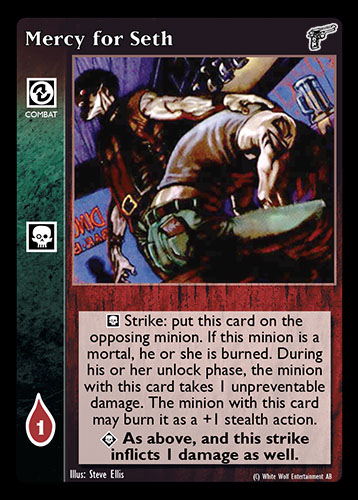 Mercy for Seth
COMBAT
Strike: put this card on the
opposing minion. If this minion is a
mortal, he or she is burned. During
his or her unlock phase, the minion
with this card takes 1 unpreventable
damage. The minion with this card
may burn it as a +1 stealth action.
As above, and this strike
inflicts 1 damage as well.
1
Illus: Steve Ellis
(C) White Wolf Entertainment AB